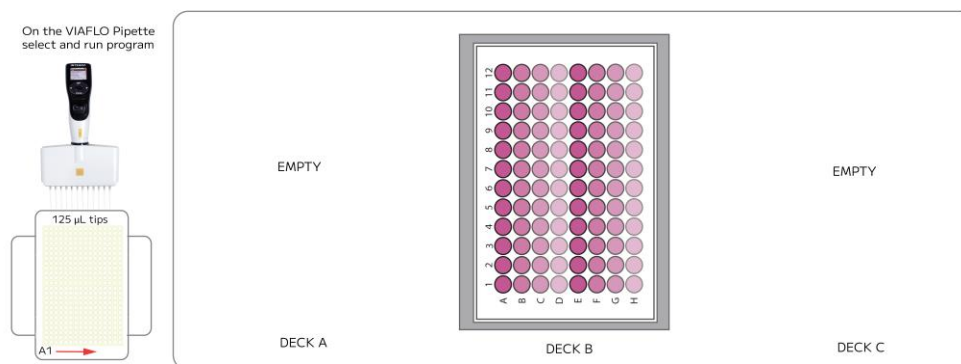 On the VIAFLO Pipette
select and run program
125 µL tips
A1
EMPTY
DECK A
12
11
10
9
8
7
6
5
4
3
2
1
A B C D E F G H
DECK B
EMPTY
DECK C